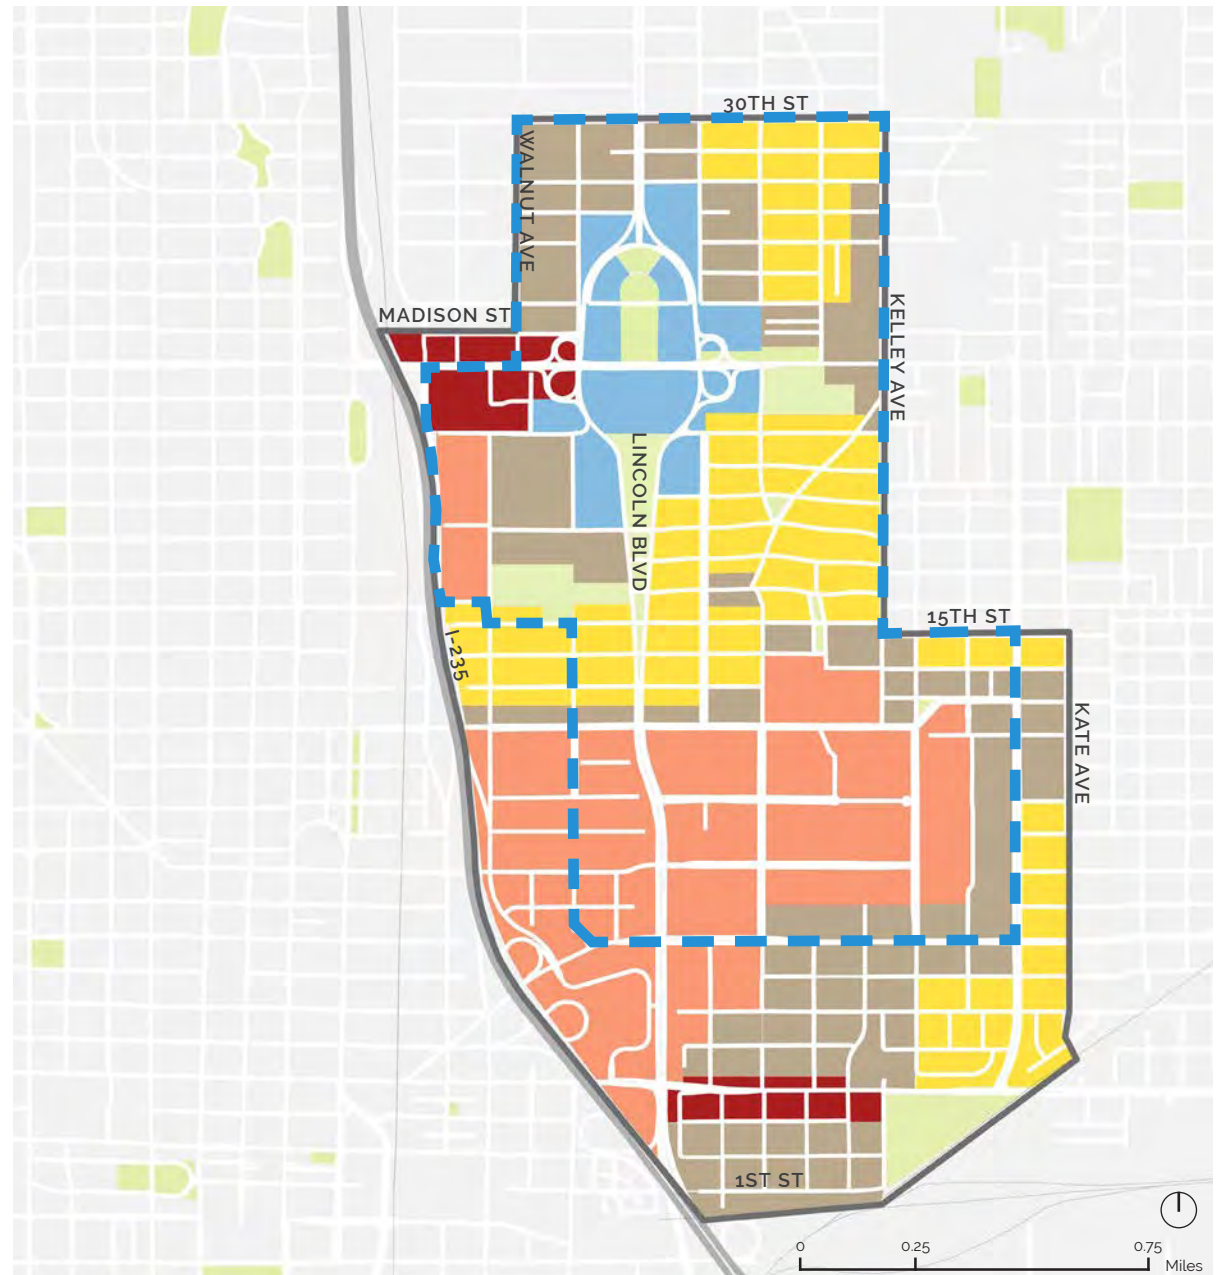 30TH ST
WALNUT AVE
MADISON ST
KELLEY AVE
LINCOLN BLVD
15TH ST
I-235
KATE AVE
1ST ST
0 0.25 0.75
Miles